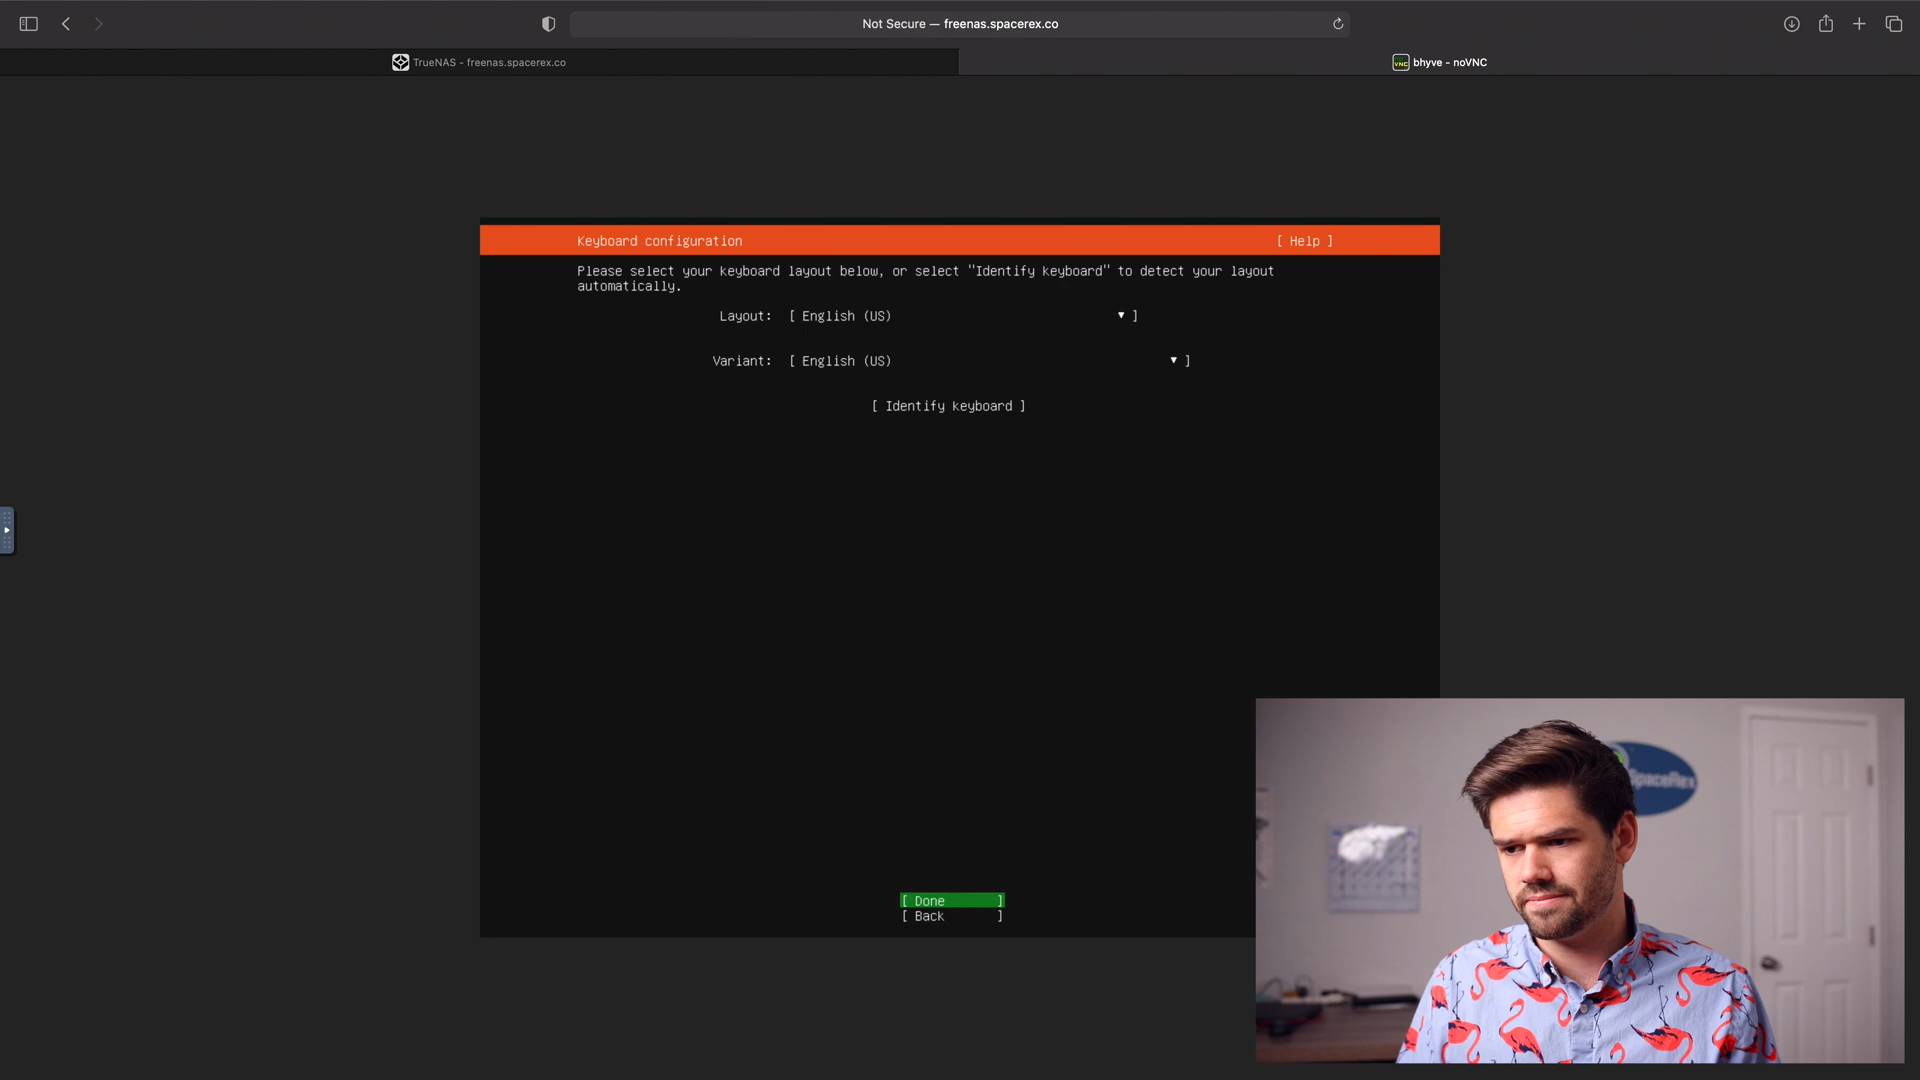 Not Secure — freenas.spacerex.co
TrueNAS - freenas.spacerex.co
VNC
bhyve - noVNC
Keyboard configuration [ Help ]
Please select your keyboard layout below, or select "Identify keyboard" to detect your layout
automatically.
Layout: [ English (US) ▾ ]
Variant: [ English (US) ▾ ]
[ Identify keyboard ]
[ Done ]
[ Back ]
SpaceRex